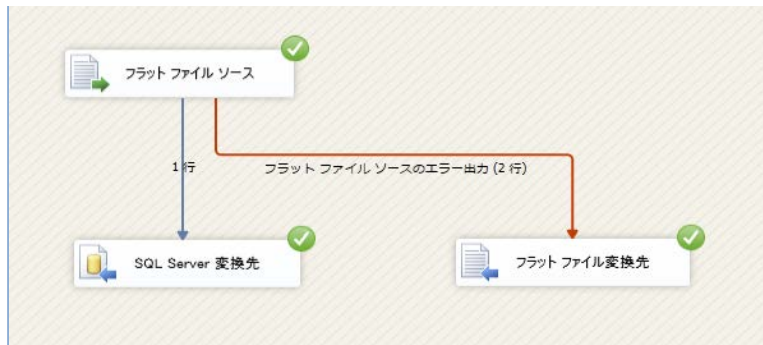 フラット ファイル ソース
1 行
フラット ファイル ソースのエラー出力 (2 行)
SQL Server 変換先
フラット ファイル変換先